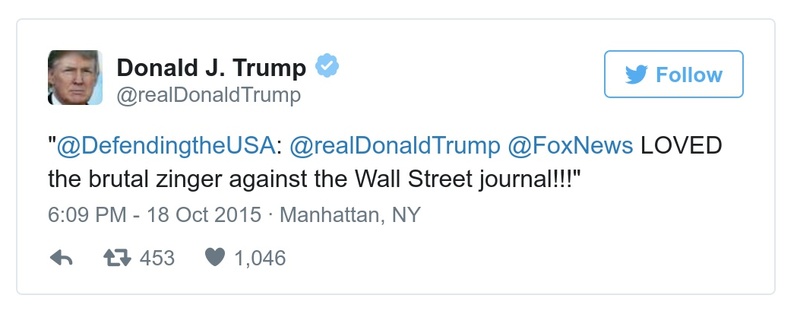 Donald J. Trump
@realDonaldTrump
Follow
"@DefendingtheUSA: @realDonaldTrump @FoxNews LOVED
the brutal zinger against the Wall Street journal!!!"
6:09 PM - 18 Oct 2015 · Manhattan, NY
453 1,046